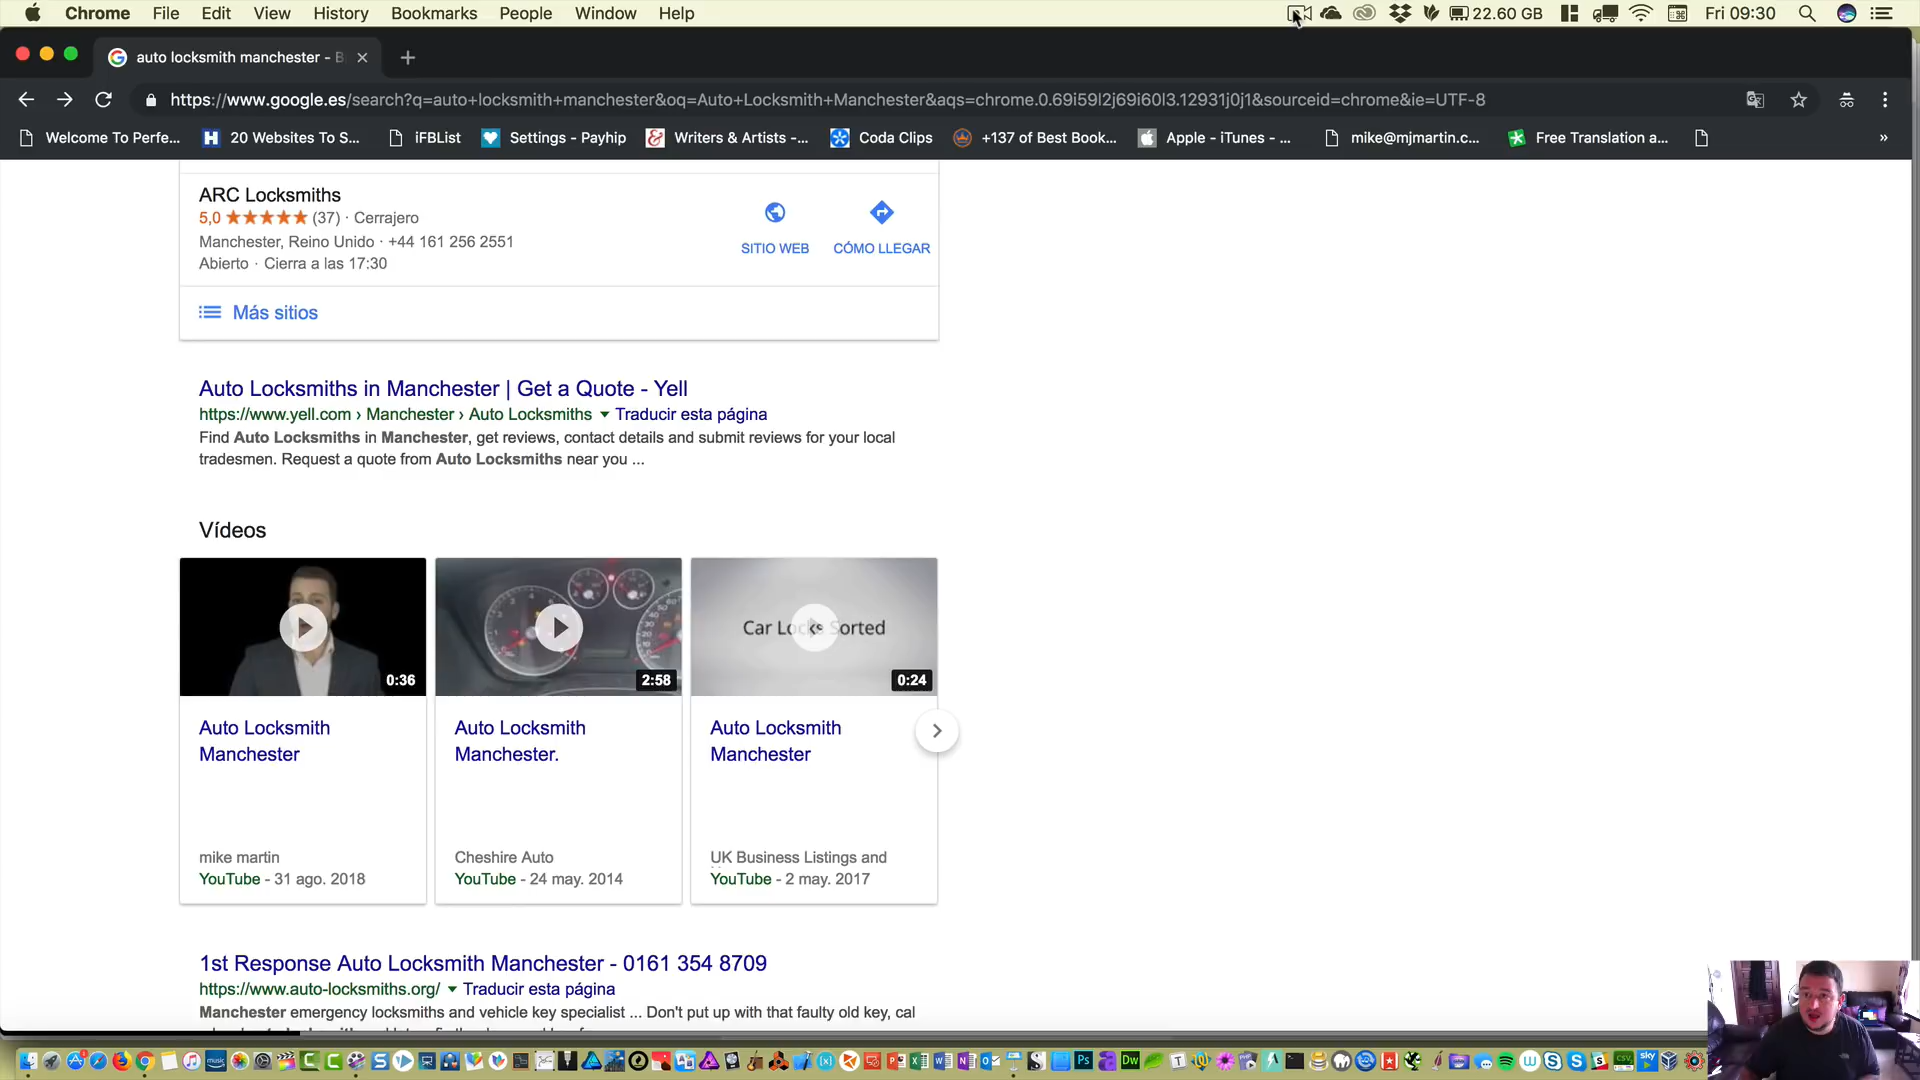 Chrome File Edit View History Bookmarks People Window Help 22.60 GB Fri 09:30
auto locksmith manchester - B
https://www.google.es/search?q=auto+locksmith+manchester&oq=Auto+Locksmith+Manchester&aqs=chrome.0.69i59l2j69i60l3.12931j0j1&sourceid=chrome&ie=UTF-8
Welcome To Perfe... 20 Websites To S... iFBList Settings - Payhip Writers & Artists -... Coda Clips +137 of Best Book... Apple - iTunes - ... mike@mjmartin.c... Free Translation a... »
ARC Locksmiths
5,0 (37) · Cerrajero
Manchester, Reino Unido · +44 161 256 2551
Abierto · Cierra a las 17:30
SITIO WEB CÓMO LLEGAR
Más sitios
Auto Locksmiths in Manchester | Get a Quote - Yell
https://www.yell.com › Manchester › Auto Locksmiths Traducir esta página
Find Auto Locksmiths in Manchester, get reviews, contact details and submit reviews for your local
tradesmen. Request a quote from Auto Locksmiths near you ...
Vídeos
Car Locks Sorted
0:36 2:58 0:24
Auto Locksmith
Manchester
mike martin
YouTube - 31 ago. 2018
Auto Locksmith
Manchester.
Cheshire Auto
YouTube - 24 may. 2014
Auto Locksmith
Manchester
UK Business Listings and
YouTube - 2 may. 2017
1st Response Auto Locksmith Manchester - 0161 354 8709
https://www.auto-locksmiths.org/ Traducir esta página
Manchester emergency locksmiths and vehicle key specialist ... Don't put up with that faulty old key, cal